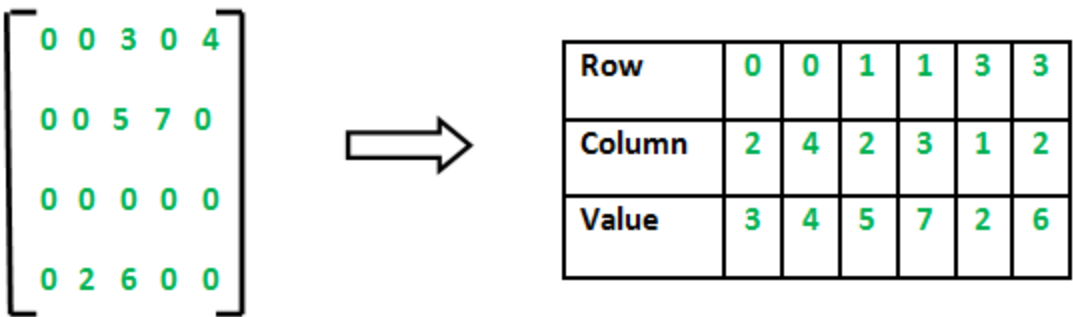 0 0 3 0 4
0 0 5 7 0
0 0 0 0 0
0 2 6 0 0
Row 0 0 1 1 3 3
Column 2 4 2 3 1 2
Value 3 4 5 7 2 6